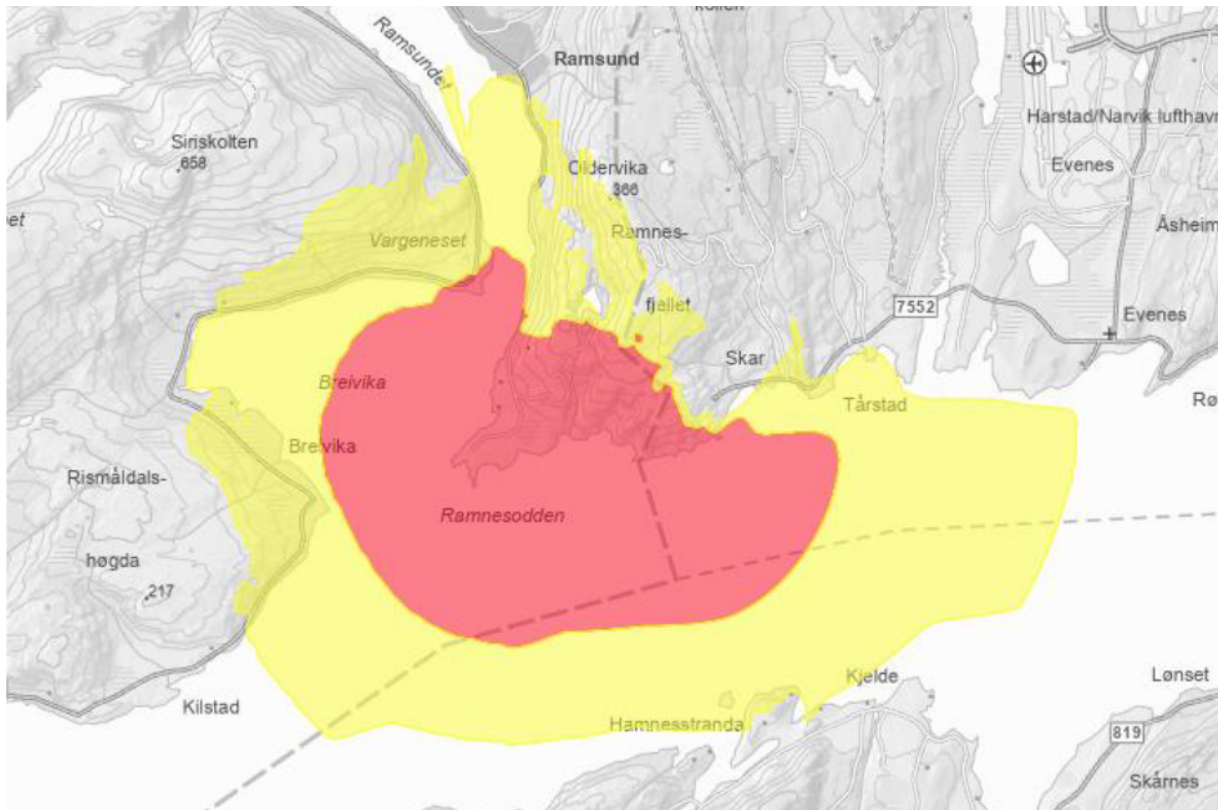 kollen
Ramsundet
Ramsund
Harstad/Narvik lufthavn
Siriskolten
658
Oldervika
366
Evenes
Vargeneset
Ramnes-
Åsheim
fjellet
7552
Evenes
Skar
Breivika
Tårstad
Breivika
Rismåldals-
Ramnesodden
høgda
217
Kjelde
Lønset
Kilstad
Hamnesstranda
819
Skårnes